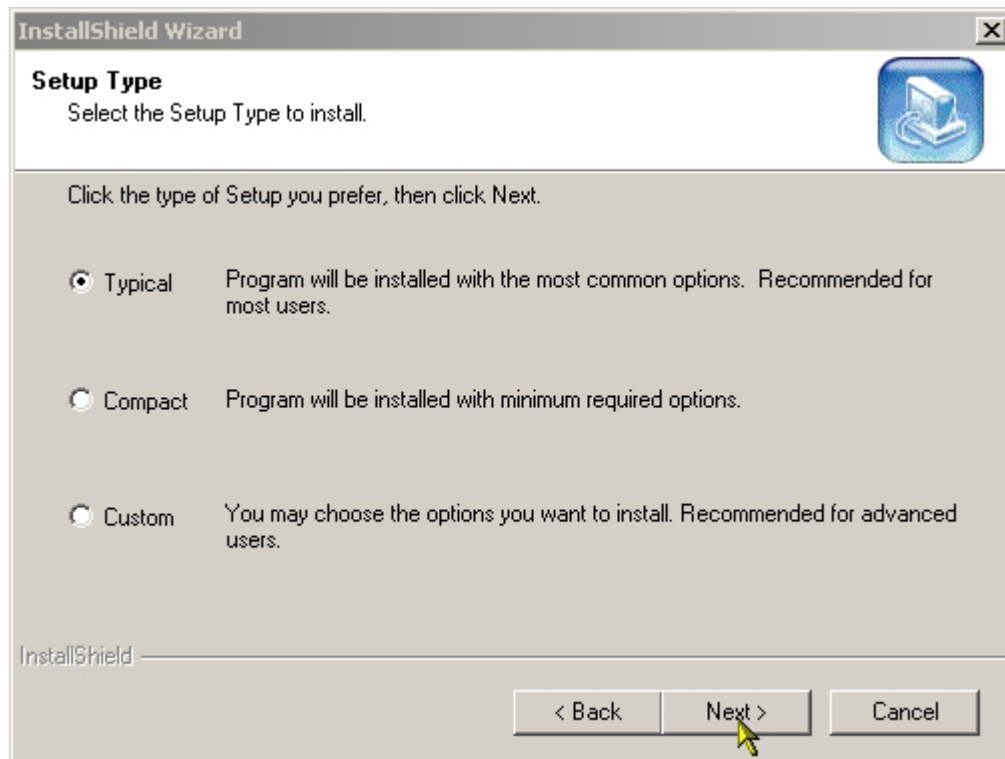 InstallShield Wizard
Setup Type
Select the Setup Type to install.
Click the type of Setup you prefer, then click Next.
Typical Program will be installed with the most common options. Recommended for
most users.
Compact Program will be installed with minimum required options.
Custom You may choose the options you want to install. Recommended for advanced
users.
InstallShield
< Back Next > Cancel